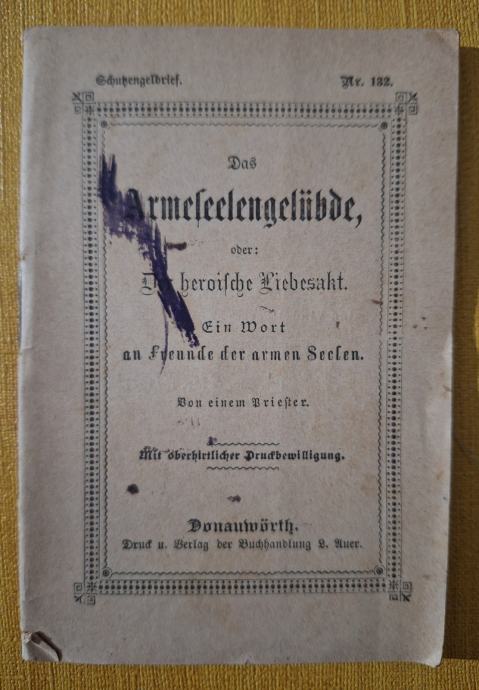 Schutzengelbrief. Nr. 132.
Das
Armeseelengelübde,
oder:
Der heroische Liebesakt.
Ein Wort
an Freunde der armen Seelen.
Von einem Priester.
Mit oberhirtlicher Druckbewilligung.
Donauwörth.
Druck u. Verlag der Buchhandlung L. Auer.